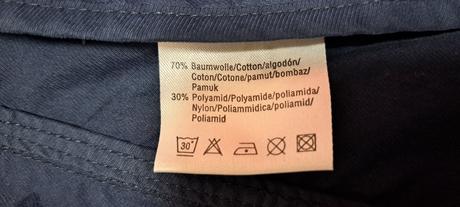 70% Baumwolle/Cotton/algodón/
Coton/Cotone/pamut/bombaz/
Pamuk
30% Polyamid/Polyamide/poliamida/
Nylon/Poliammidica/poliamid/
Poliamid
30°